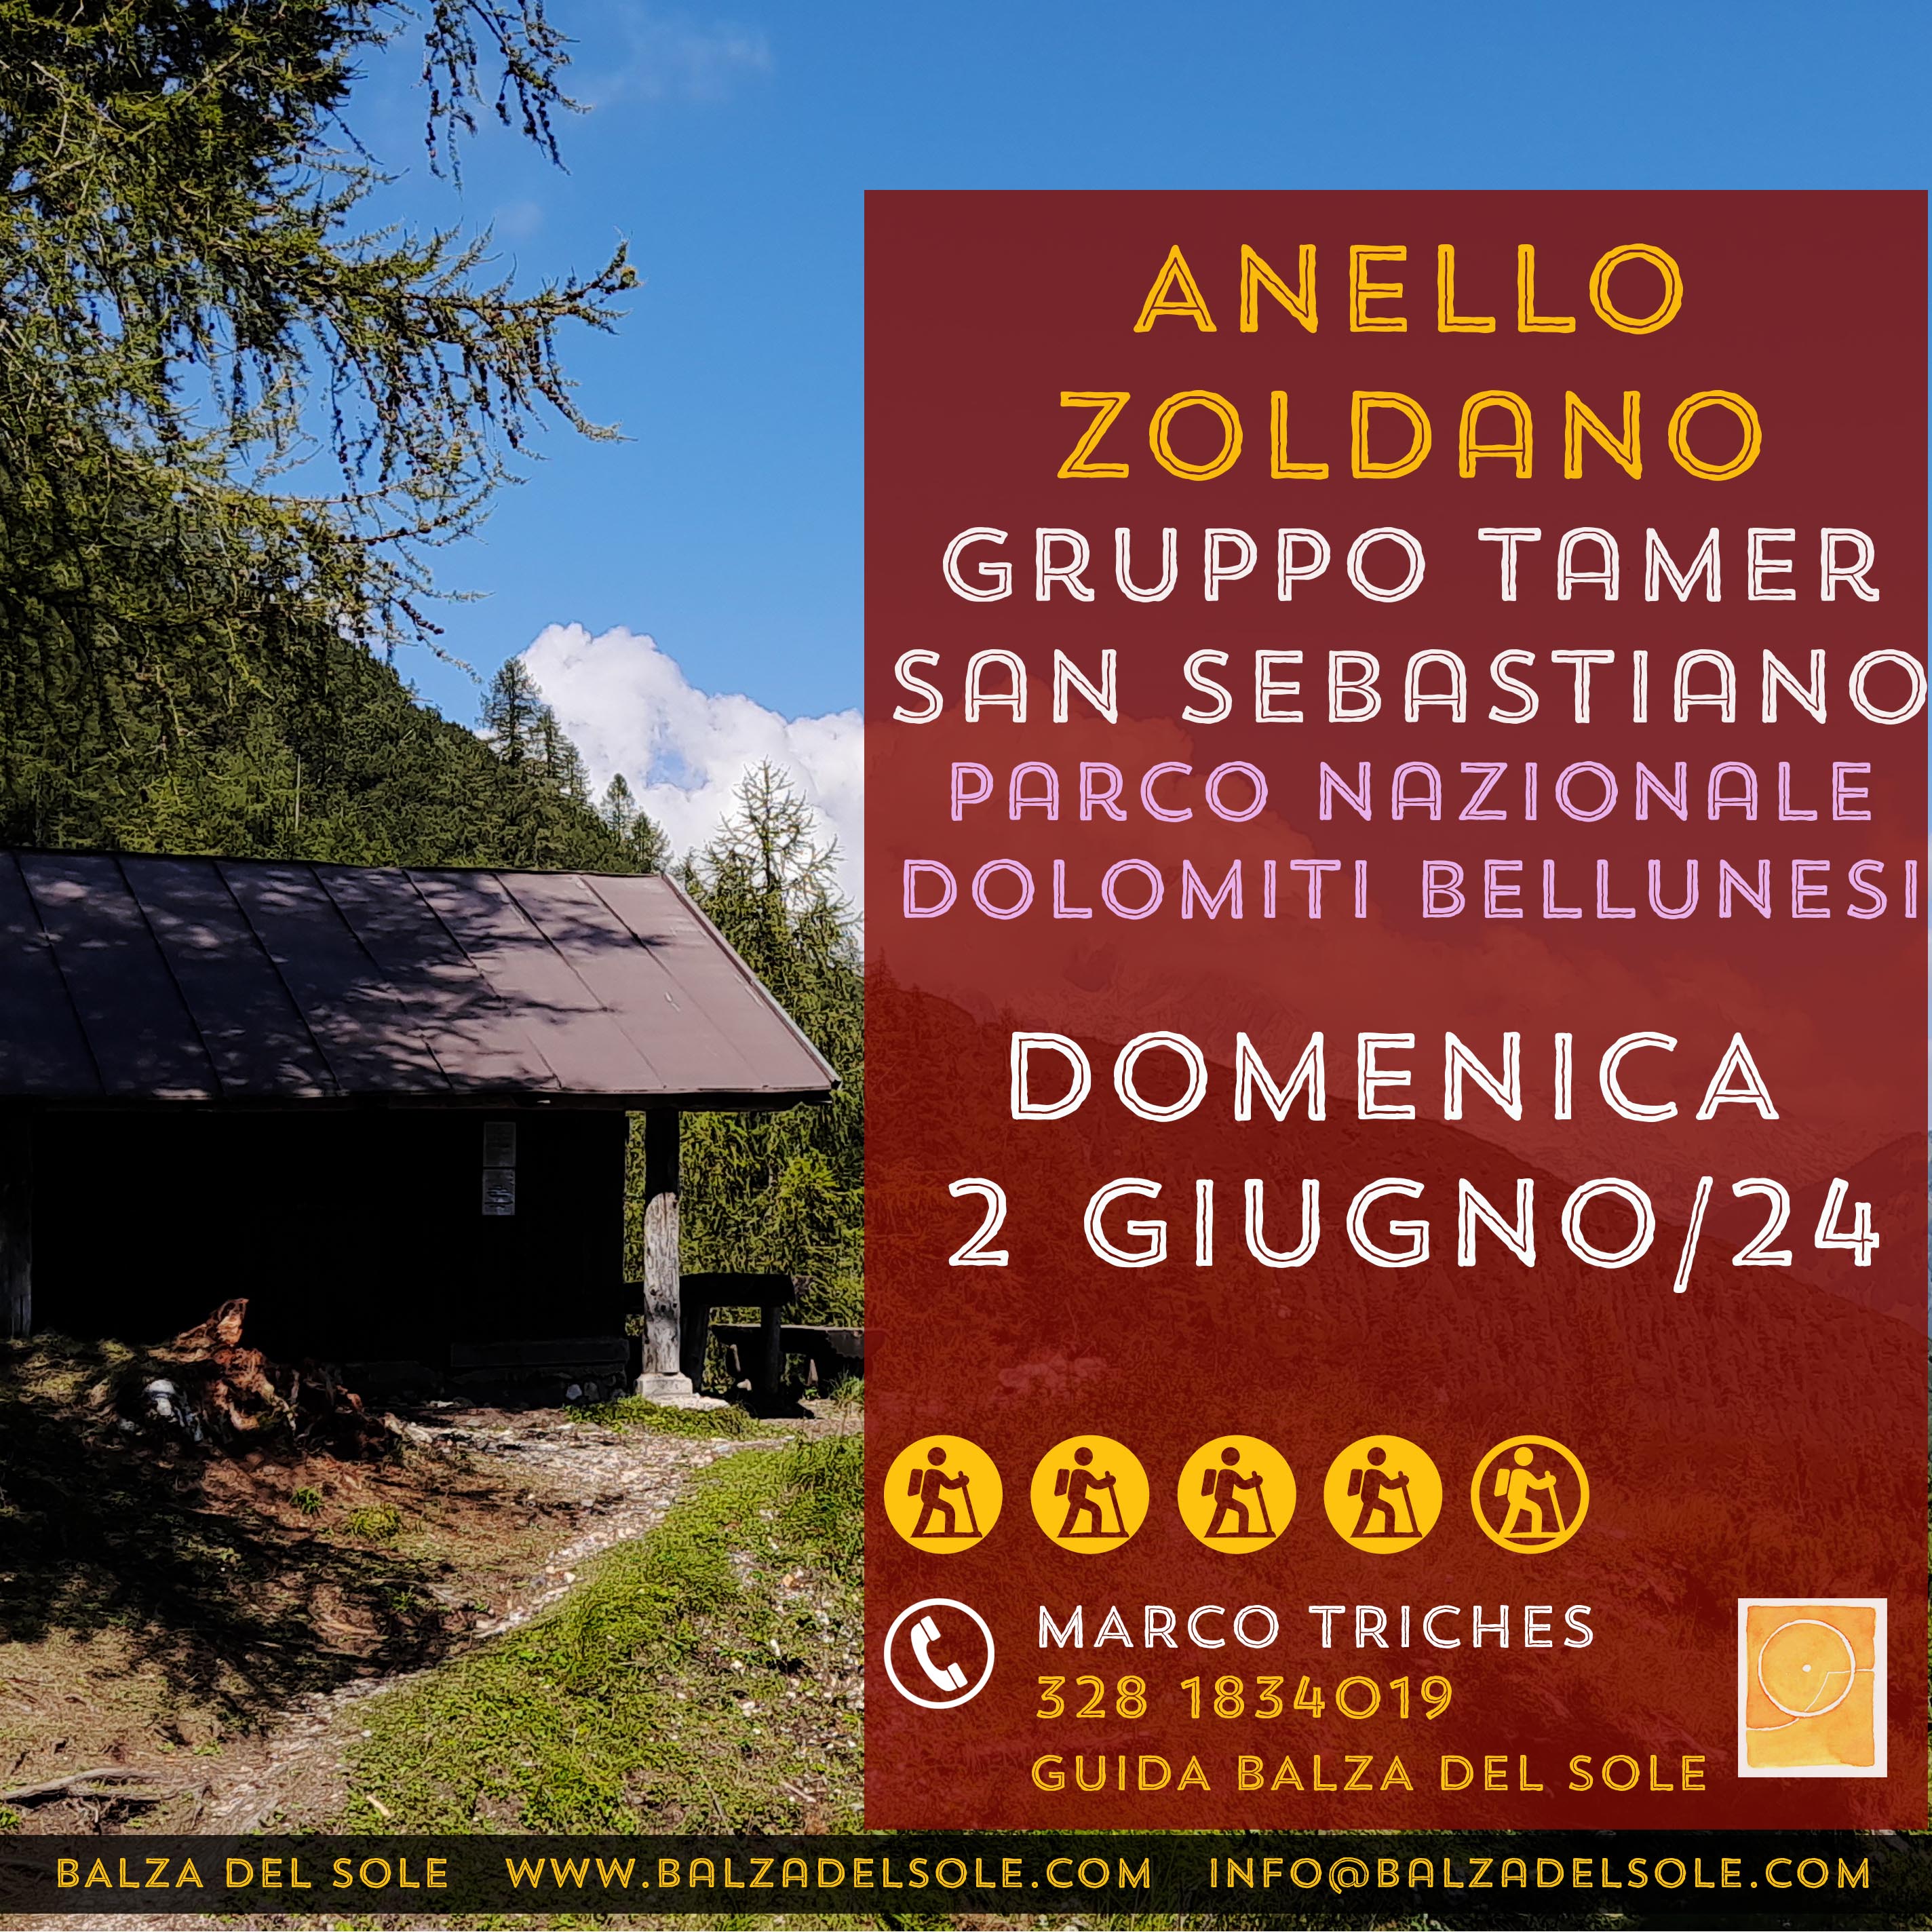 ANELLO
ZOLDANO
GRUPPO TAMER
SAN SEBASTIANO
PARCO NAZIONALE
DOLOMITI BELLUNESI
DOMENICA
2 GIUGNO/24
MARCO TRICHES
328 1834019
GUIDA BALZA DEL SOLE
BALZA DEL SOLE WWW.BALZADELSOLE.COM INFO@BALZADELSOLE.COM